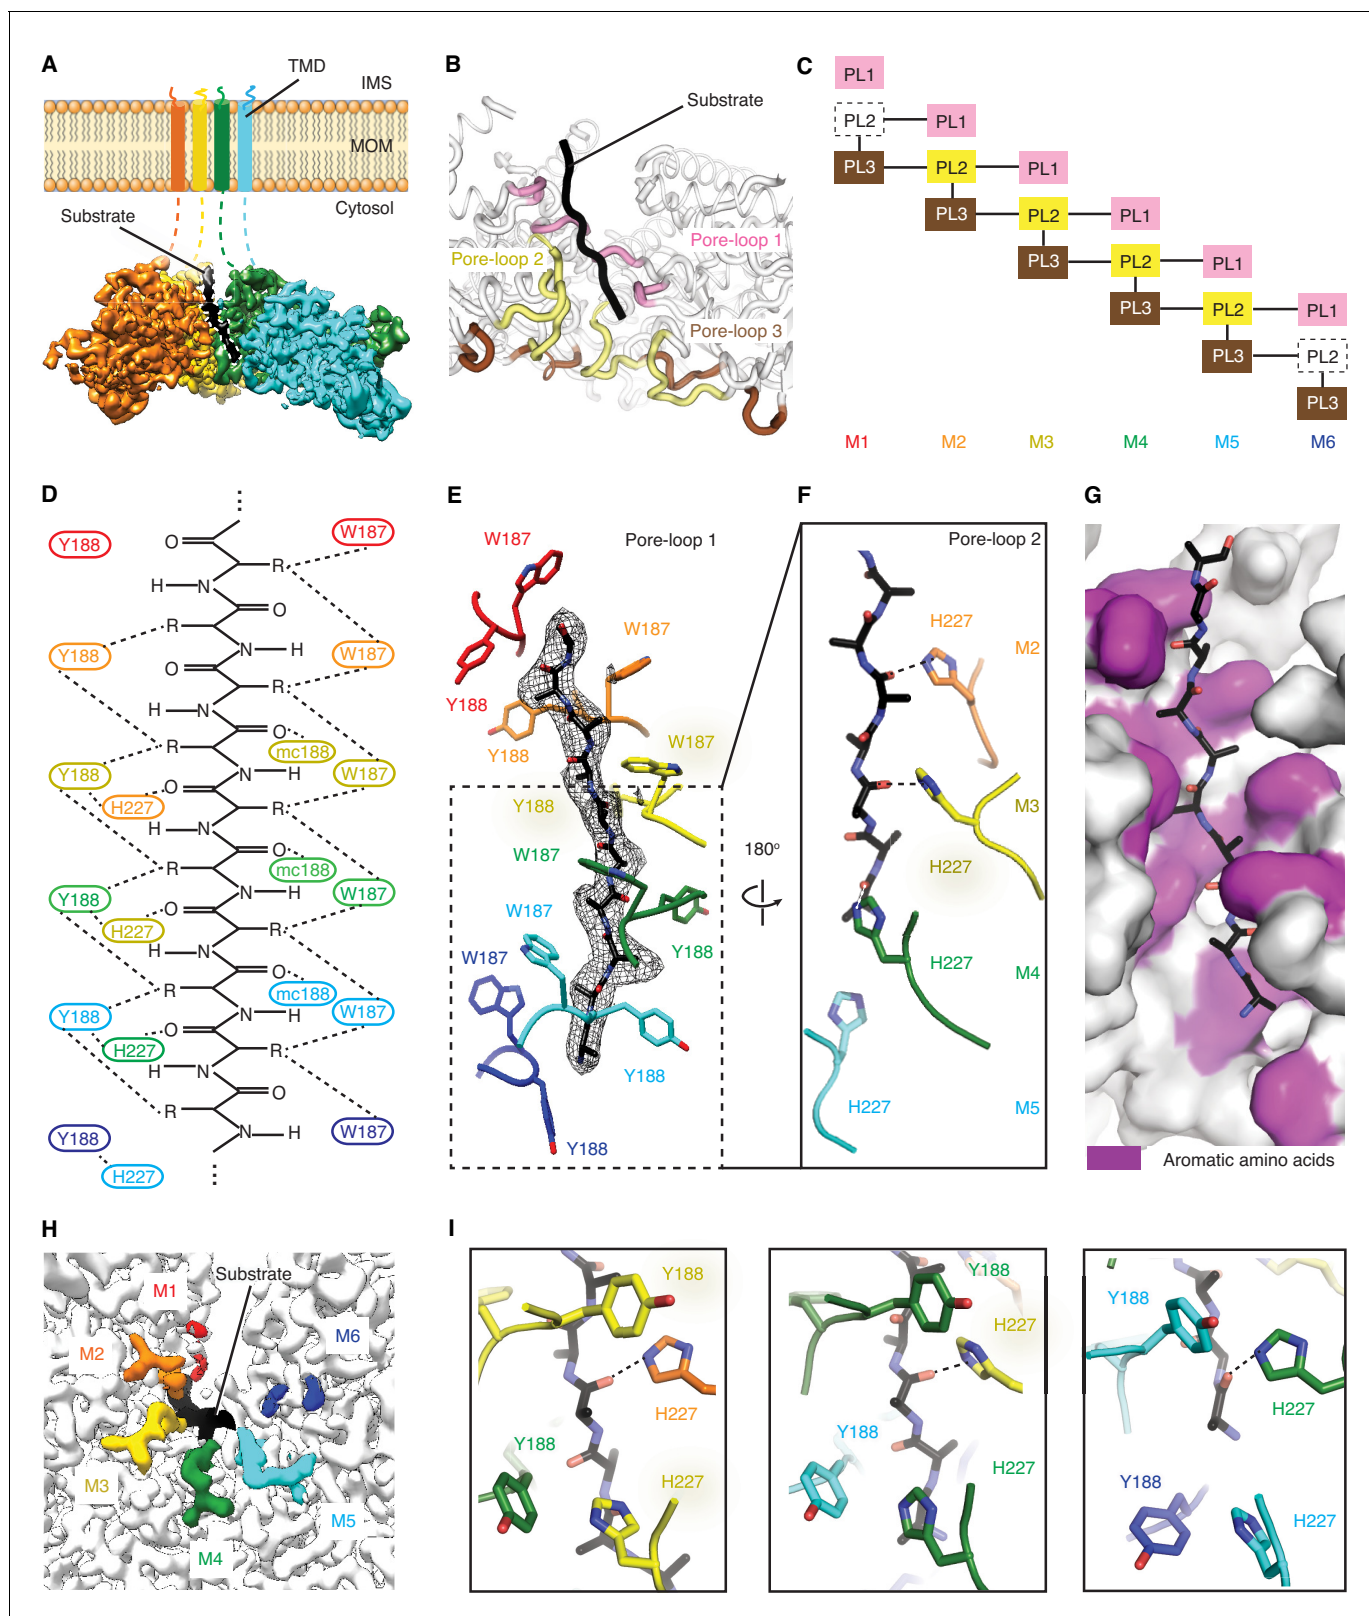 A
TMD
IMS
MOM
Cytosol
Substrate
B
Substrate
Pore-loop 1
Pore-loop 2
Pore-loop 3
C
PL1
PL2 PL1
PL3 PL2 PL1
PL3 PL2 PL1
PL3 PL2 PL1
PL3 PL2 PL1
PL3 PL2
PL3
M1 M2 M3 M4 M5 M6
D
Y188 O R W187
H N
R O
Y188 N H W187
O R
H N
R O mc188
Y188 N H W187
H227 O R
H N
R O mc188
Y188 N H W187
H227 O R
H N
R O mc188
Y188 N H W187
H227 O R
H N
R O
Y188 N H W187
H227
E
Pore-loop 1
W187
W187
Y188
Y188
W187
Y188
W187
W187
Y188
W187
Y188
Y188
180°
F
Pore-loop 2
H227
M2
M3
H227
H227
M4
H227
M5
G
Aromatic amino acids
H
Substrate
M1
M6
M2
M3
M5
M4
I
Y188
H227
Y188
H227
Y188
H227
Y188
H227
Y188
H227
Y188
H227